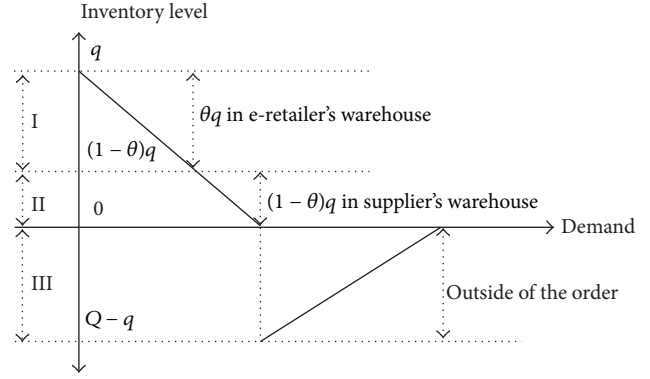 Inventory level
q
I
θq in e-retailer's warehouse
(1 − θ)q
II
0
(1 − θ)q in supplier's warehouse
Demand
III
Outside of the order
Q − q